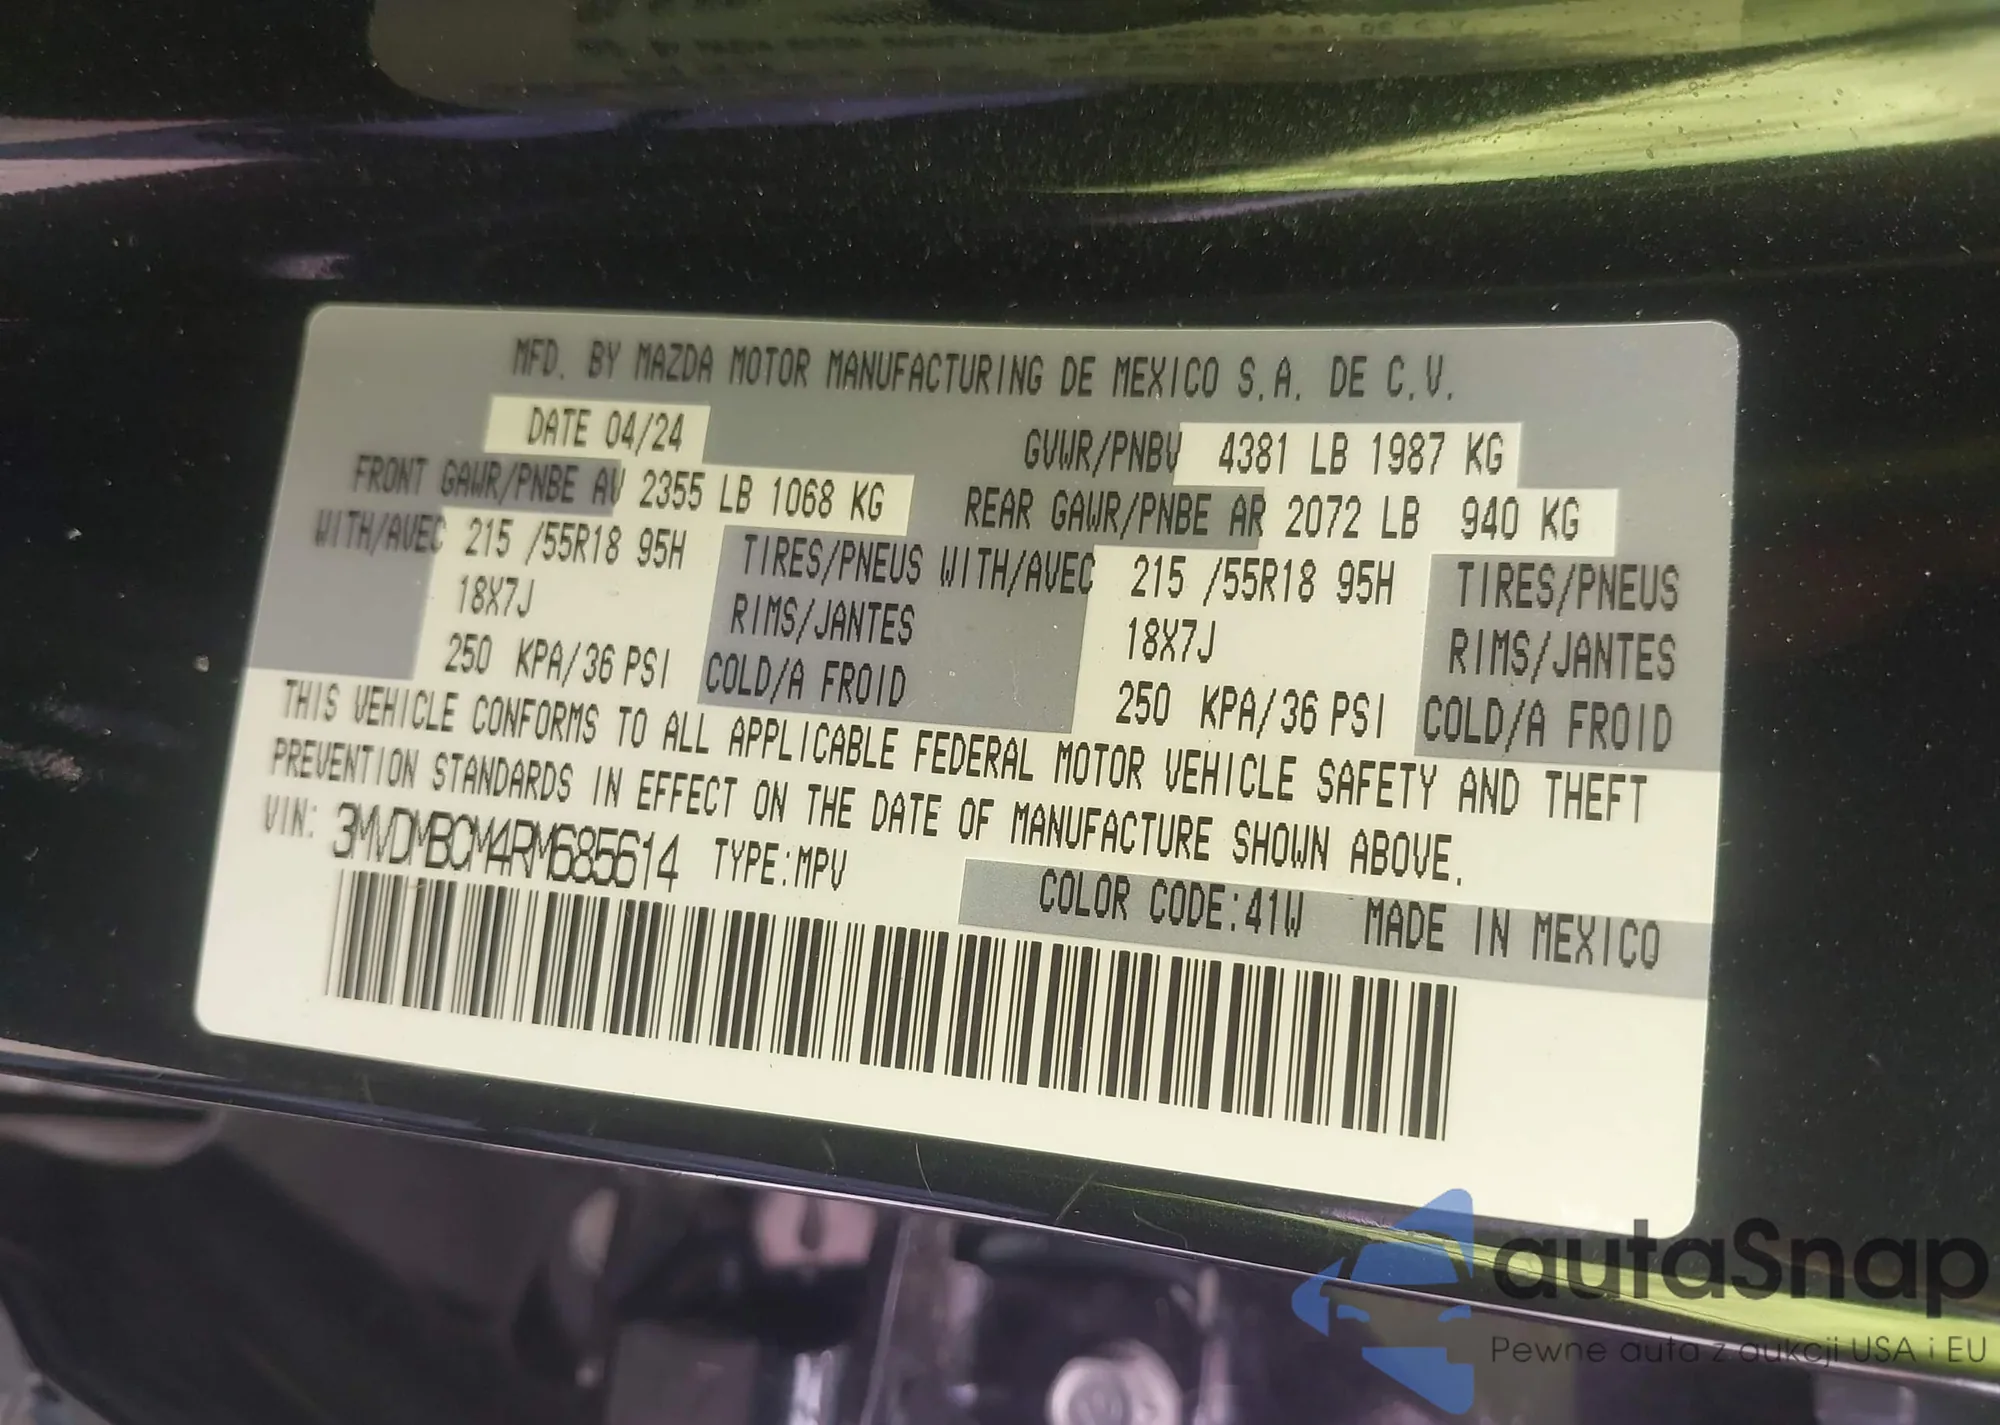 MFD. BY MAZDA MOTOR MANUFACTURING DE MEXICO S.A. DE C.V.
DATE 04/24 GVWR/PNBV 4381 LB 1987 KG
FRONT GAWR/PNBE AV 2355 LB 1068 KG REAR GAWR/PNBE AR 2072 LB 940 KG
WITH/AVEC 215 /55R18 95H TIRES/PNEUS WITH/AVEC 215 /55R18 95H TIRES/PNEUS
18X7J RIMS/JANTES 18X7J RIMS/JANTES
250 KPA/36 PSI COLD/A FROID 250 KPA/36 PSI COLD/A FROID
THIS VEHICLE CONFORMS TO ALL APPLICABLE FEDERAL MOTOR VEHICLE SAFETY AND THEFT
PREVENTION STANDARDS IN EFFECT ON THE DATE OF MANUFACTURE SHOWN ABOVE.
VIN: 3MVDMBCM4RM685614 TYPE:MPV
COLOR CODE:41W MADE IN MEXICO
autaSnap
Pewne auta z aukcji USA i EU